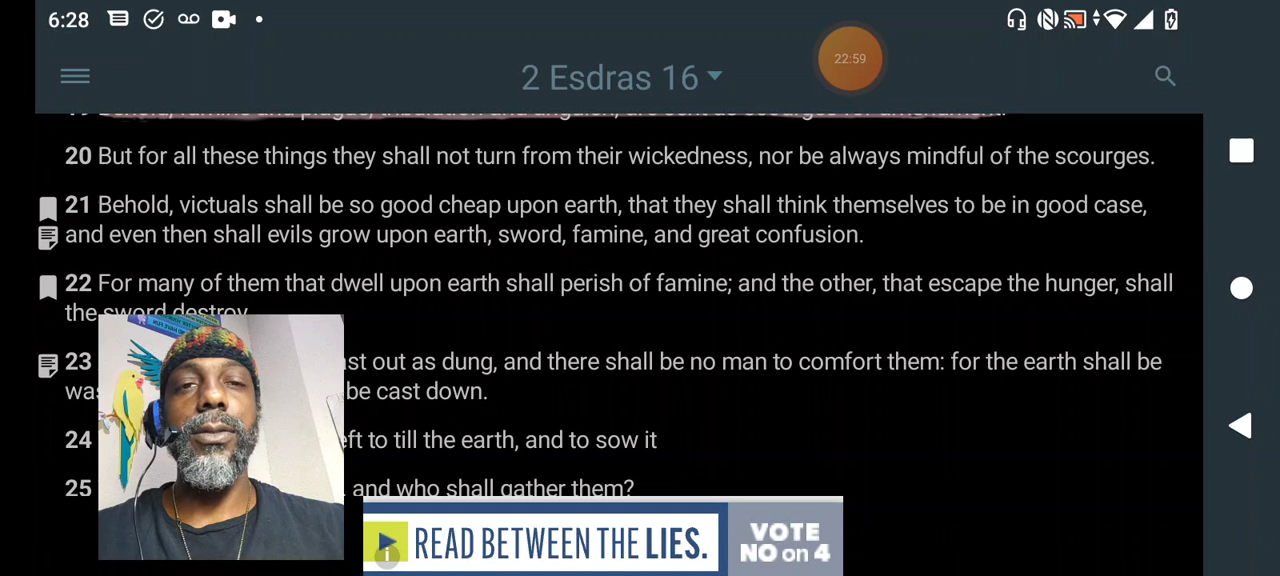 6:28
22:59
2 Esdras 16
20 But for all these things they shall not turn from their wickedness, nor be always mindful of the scourges.
21 Behold, victuals shall be so good cheap upon earth, that they shall think themselves to be in good case,
and even then shall evils grow upon earth, sword, famine, and great confusion.
22 For many of them that dwell upon earth shall perish of famine; and the other, that escape the hunger, shall
the sword destroy
23 out as dung, and there shall be no man to comfort them: for the earth shall be
be cast down.
24 to till the earth, and to sow it
25 and who shall gather them?
READ BETWEEN THE LIES.
VOTE
NO on 4